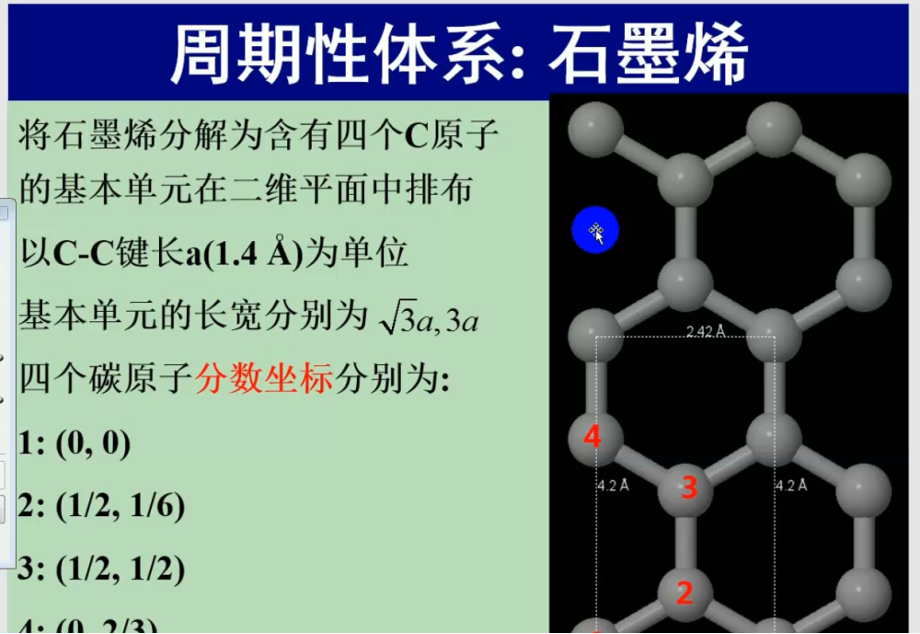 周期性体系: 石墨烯
将石墨烯分解为含有四个C原子
的基本单元在二维平面中排布
以C-C键长a(1.4 Å)为单位
基本单元的长宽分别为 √3a,3a
四个碳原子分数坐标分别为:
1: (0, 0)
2: (1/2, 1/6)
3: (1/2, 1/2)
4: (0, 2/3)
2.42 Å
4
4.2 Å
3
4.2 Å
2